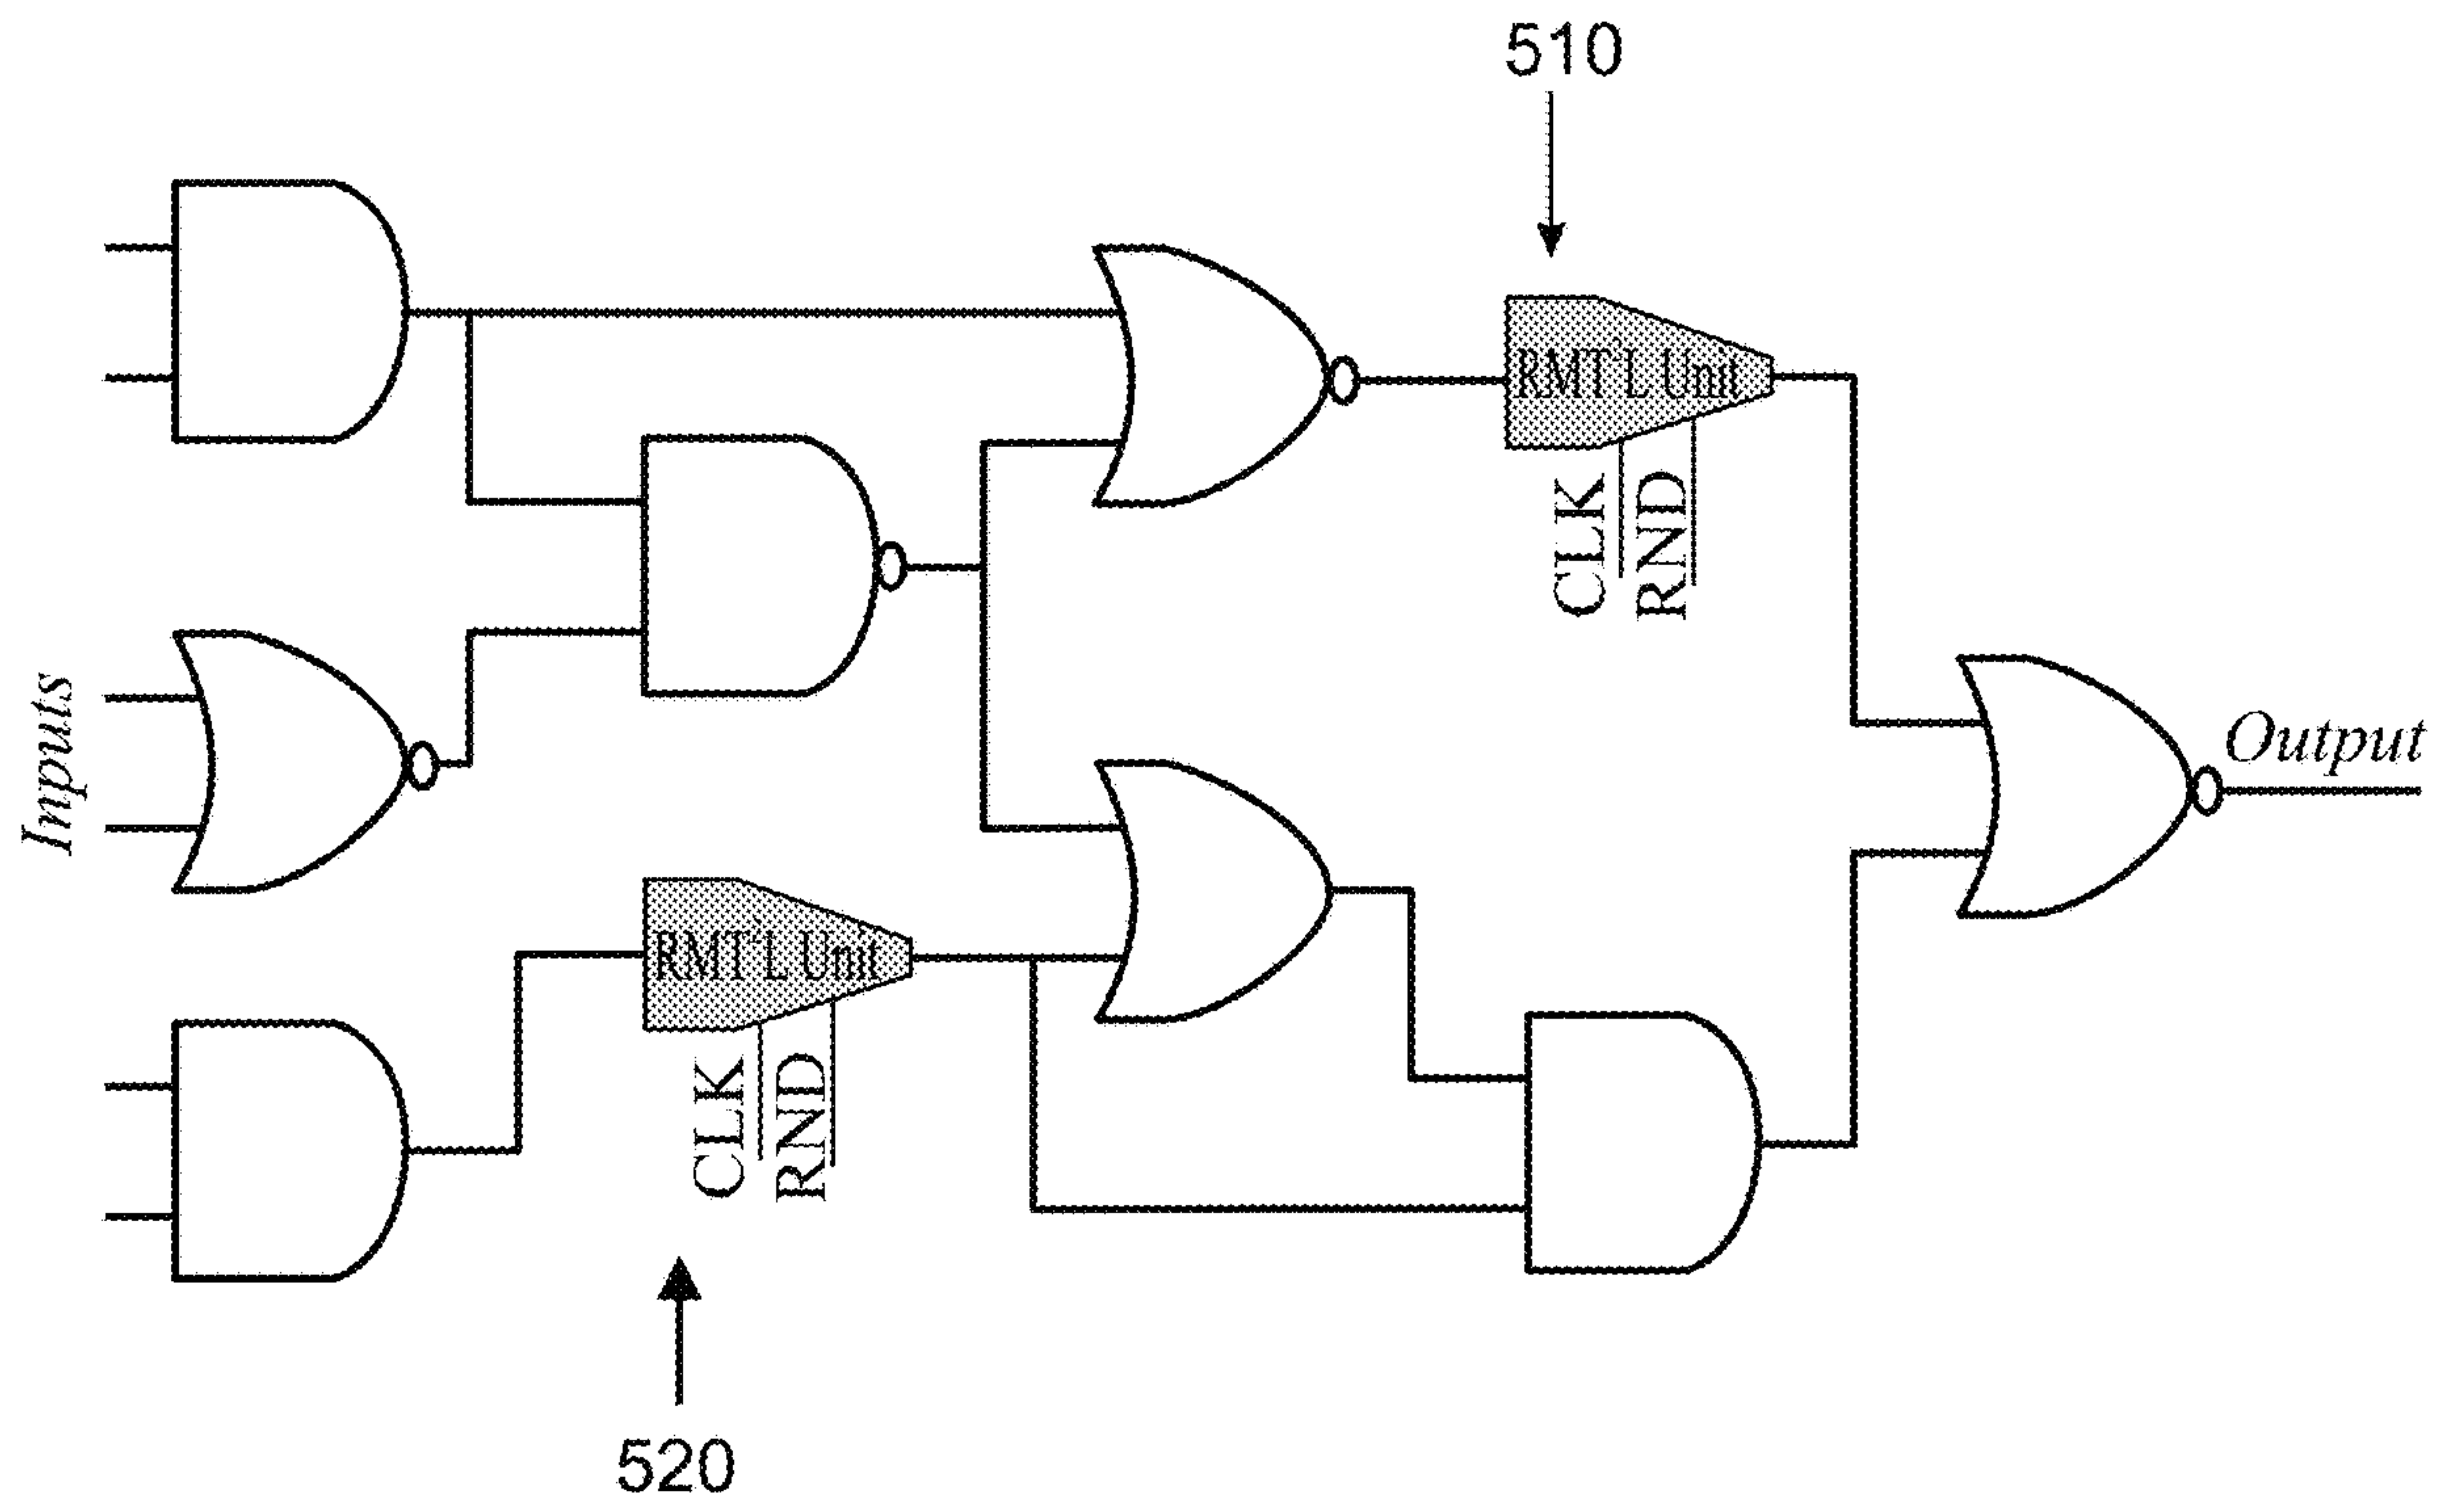 510
RMT'L Unit
CLK
RND
Inputs
Output
RMT'L Unit
CLK
RND
520